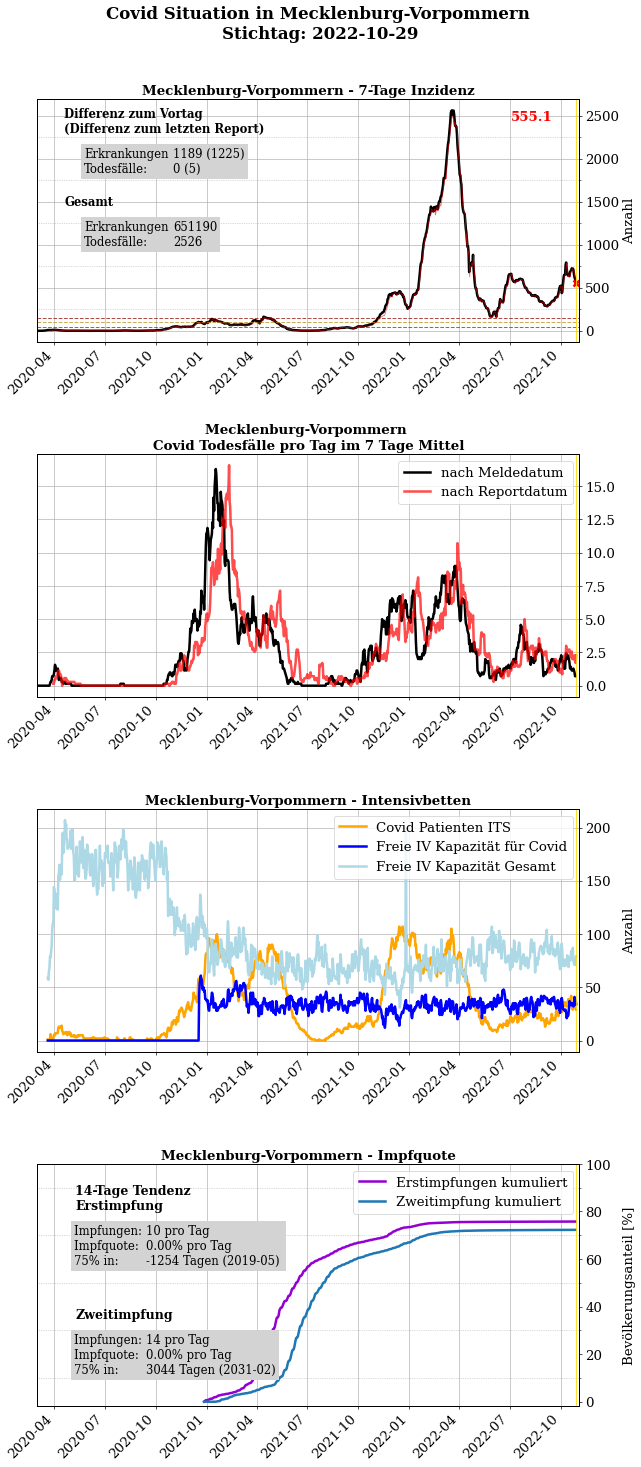 Covid Situation in Mecklenburg-Vorpommern
Stichtag: 2022-10-29
Mecklenburg-Vorpommern - 7-Tage Inzidenz
Differenz zum Vortag
(Differenz zum letzten Report)
Erkrankungen 1189 (1225)
Todesfälle: 0 (5)
Gesamt
Erkrankungen 651190
Todesfälle: 2526
555.1
2500
2000
1500
1000
500
0
Anzahl
2020-04
2020-07
2020-10
2021-01
2021-04
2021-07
2021-10
2022-01
2022-04
2022-07
2022-10
Mecklenburg-Vorpommern
Covid Todesfälle pro Tag im 7 Tage Mittel
nach Meldedatum
nach Reportdatum
15.0
12.5
10.0
7.5
5.0
2.5
0.0
2020-04
2020-07
2020-10
2021-01
2021-04
2021-07
2021-10
2022-01
2022-04
2022-07
2022-10
Mecklenburg-Vorpommern - Intensivbetten
Covid Patienten ITS
Freie IV Kapazität für Covid
Freie IV Kapazität Gesamt
200
150
100
50
0
Anzahl
2020-04
2020-07
2020-10
2021-01
2021-04
2021-07
2021-10
2022-01
2022-04
2022-07
2022-10
Mecklenburg-Vorpommern - Impfquote
14-Tage Tendenz
Erstimpfung
Impfungen: 10 pro Tag
Impfquote: 0.00% pro Tag
75% in: -1254 Tagen (2019-05)
Zweitimpfung
Impfungen: 14 pro Tag
Impfquote: 0.00% pro Tag
75% in: 3044 Tagen (2031-02)
Erstimpfungen kumuliert
Zweitimpfung kumuliert
100
80
60
40
20
0
Bevölkerungsanteil [%]
2020-04
2020-07
2020-10
2021-01
2021-04
2021-07
2021-10
2022-01
2022-04
2022-07
2022-10